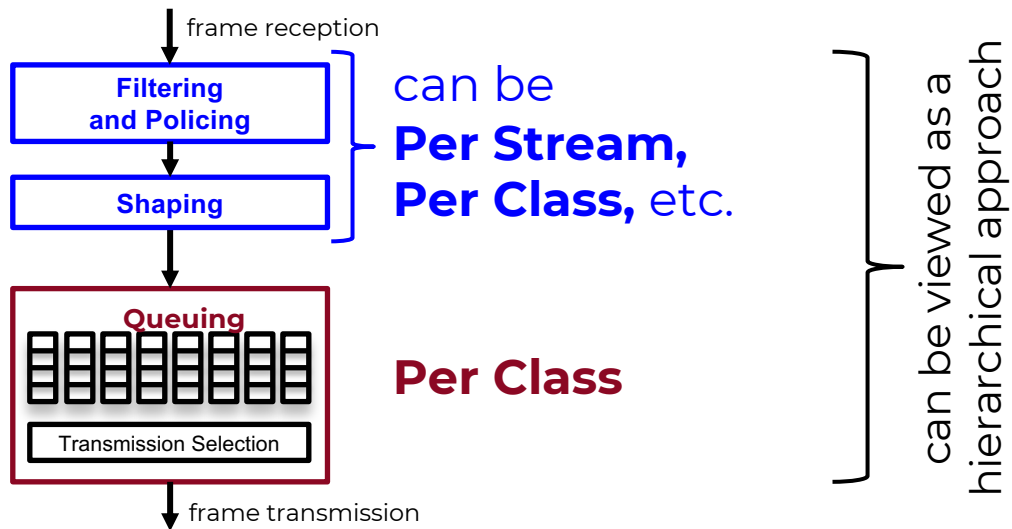 frame reception
Filtering
and Policing
can be
Per Stream,
Per Class, etc.
Shaping
Queuing
Per Class
Transmission Selection
frame transmission
can be viewed as a
hierarchical approach